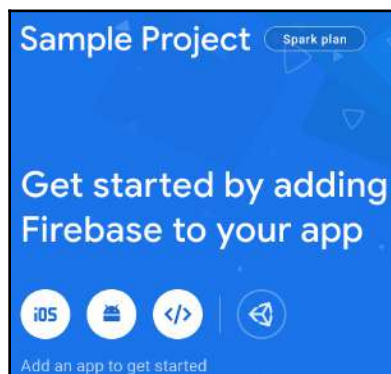 Sample Project
Spark plan
Get started by adding
Firebase to your app
iOS
</>
Add an app to get started